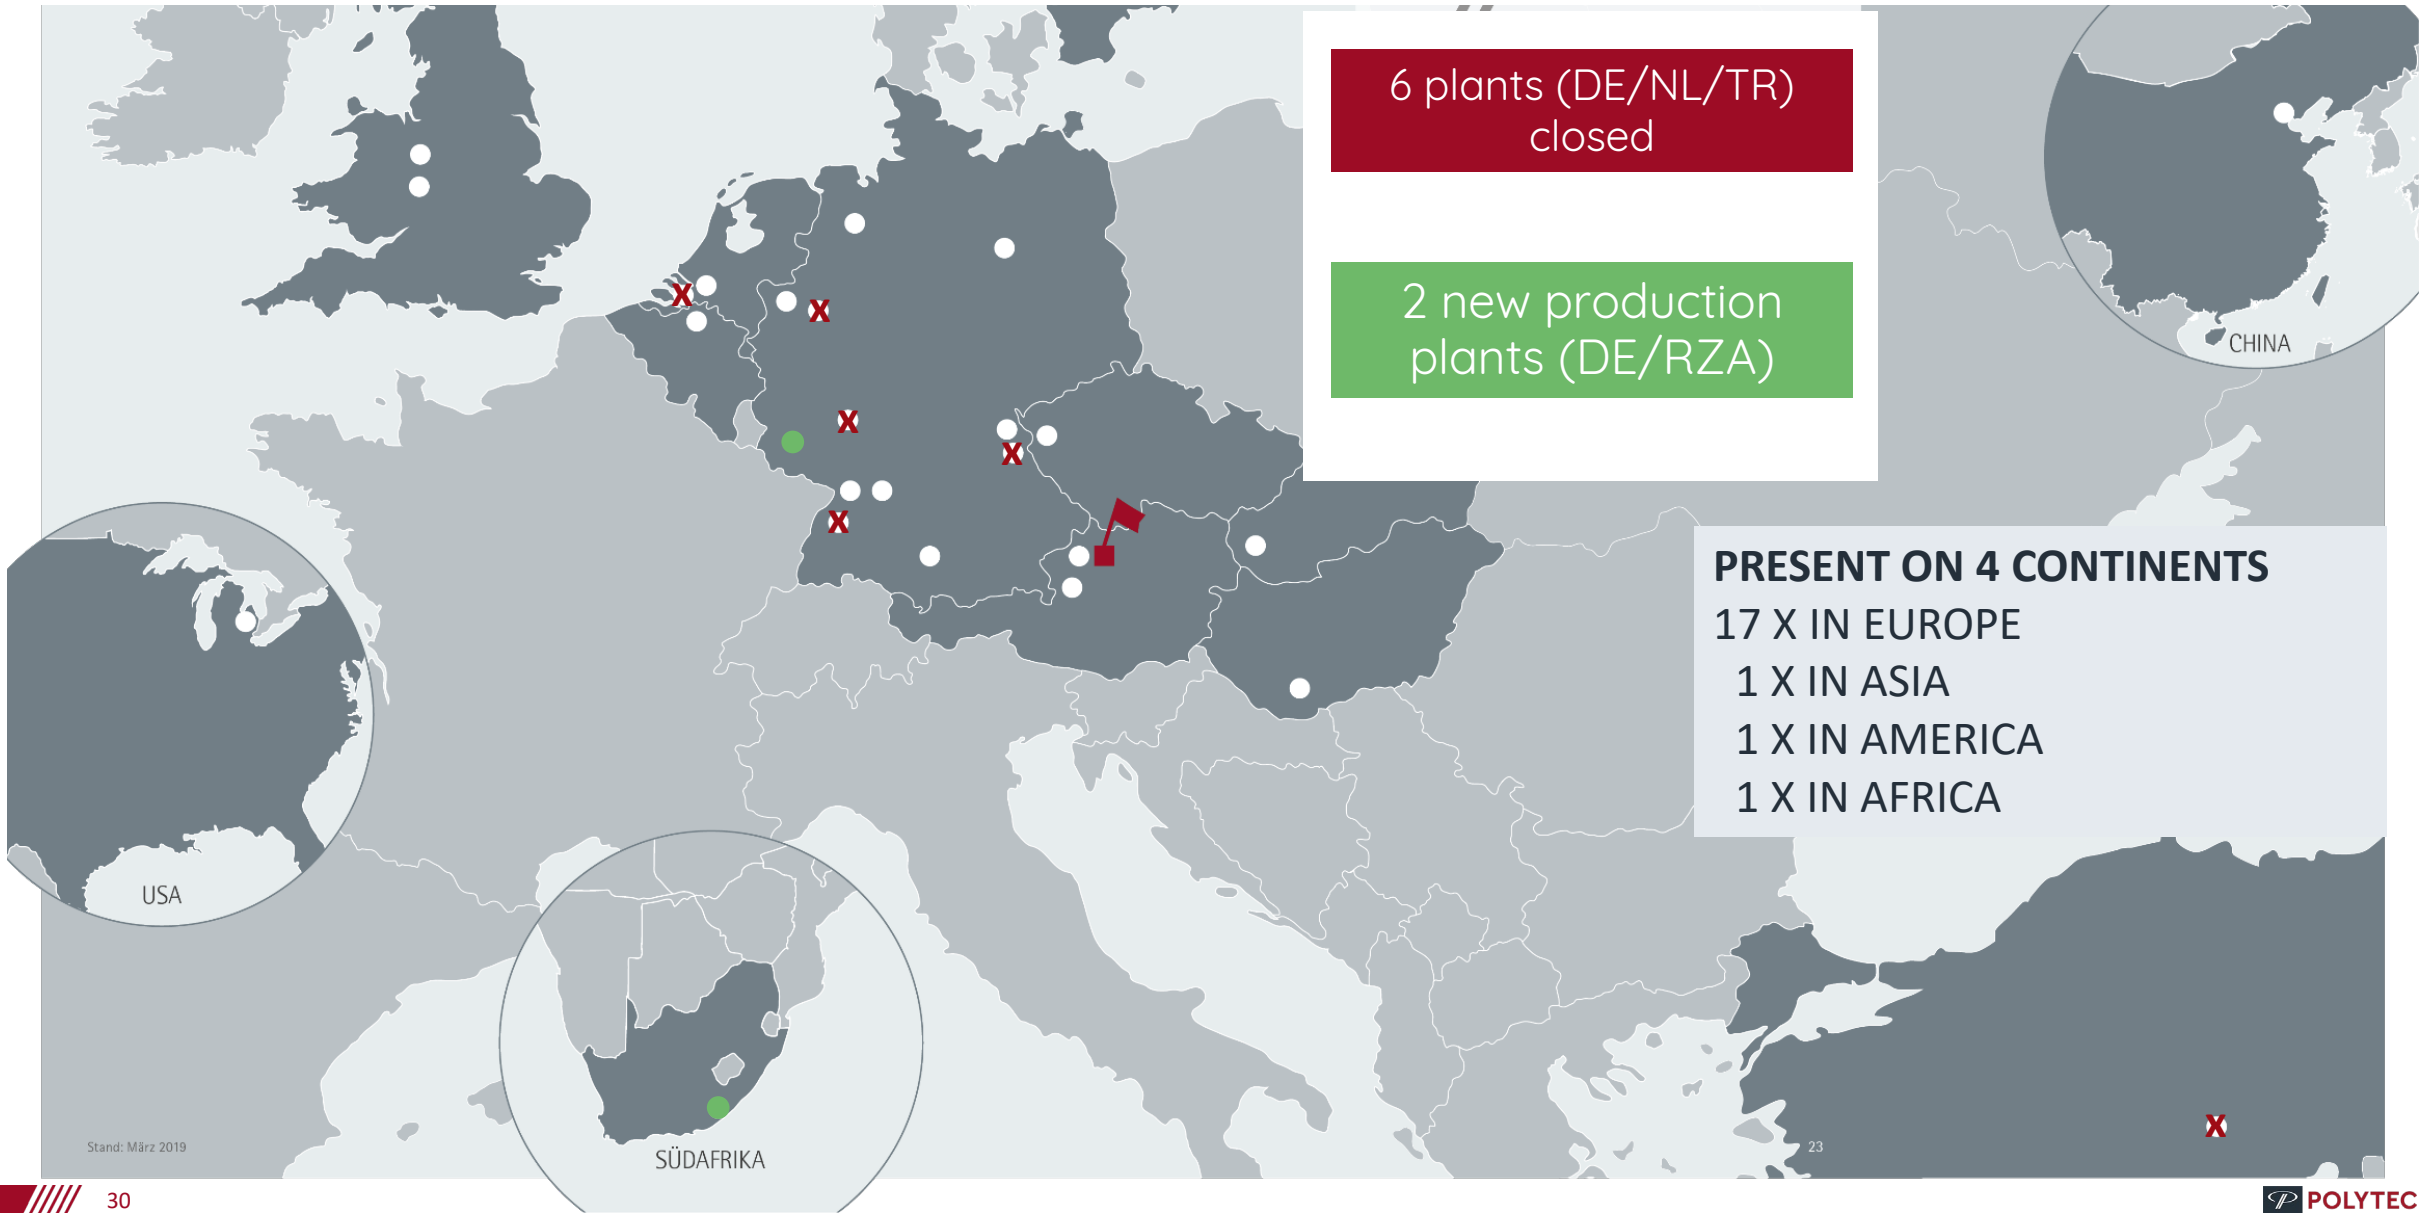 6 plants (DE/NL/TR)
closed
2 new production
plants (DE/RZA)
CHINA
PRESENT ON 4 CONTINENTS
17 X IN EUROPE
1 X IN ASIA
1 X IN AMERICA
1 X IN AFRICA
USA
SÜDAFRIKA
X
X
X
X
X
X
Stand: März 2019
23
30
POLYTEC